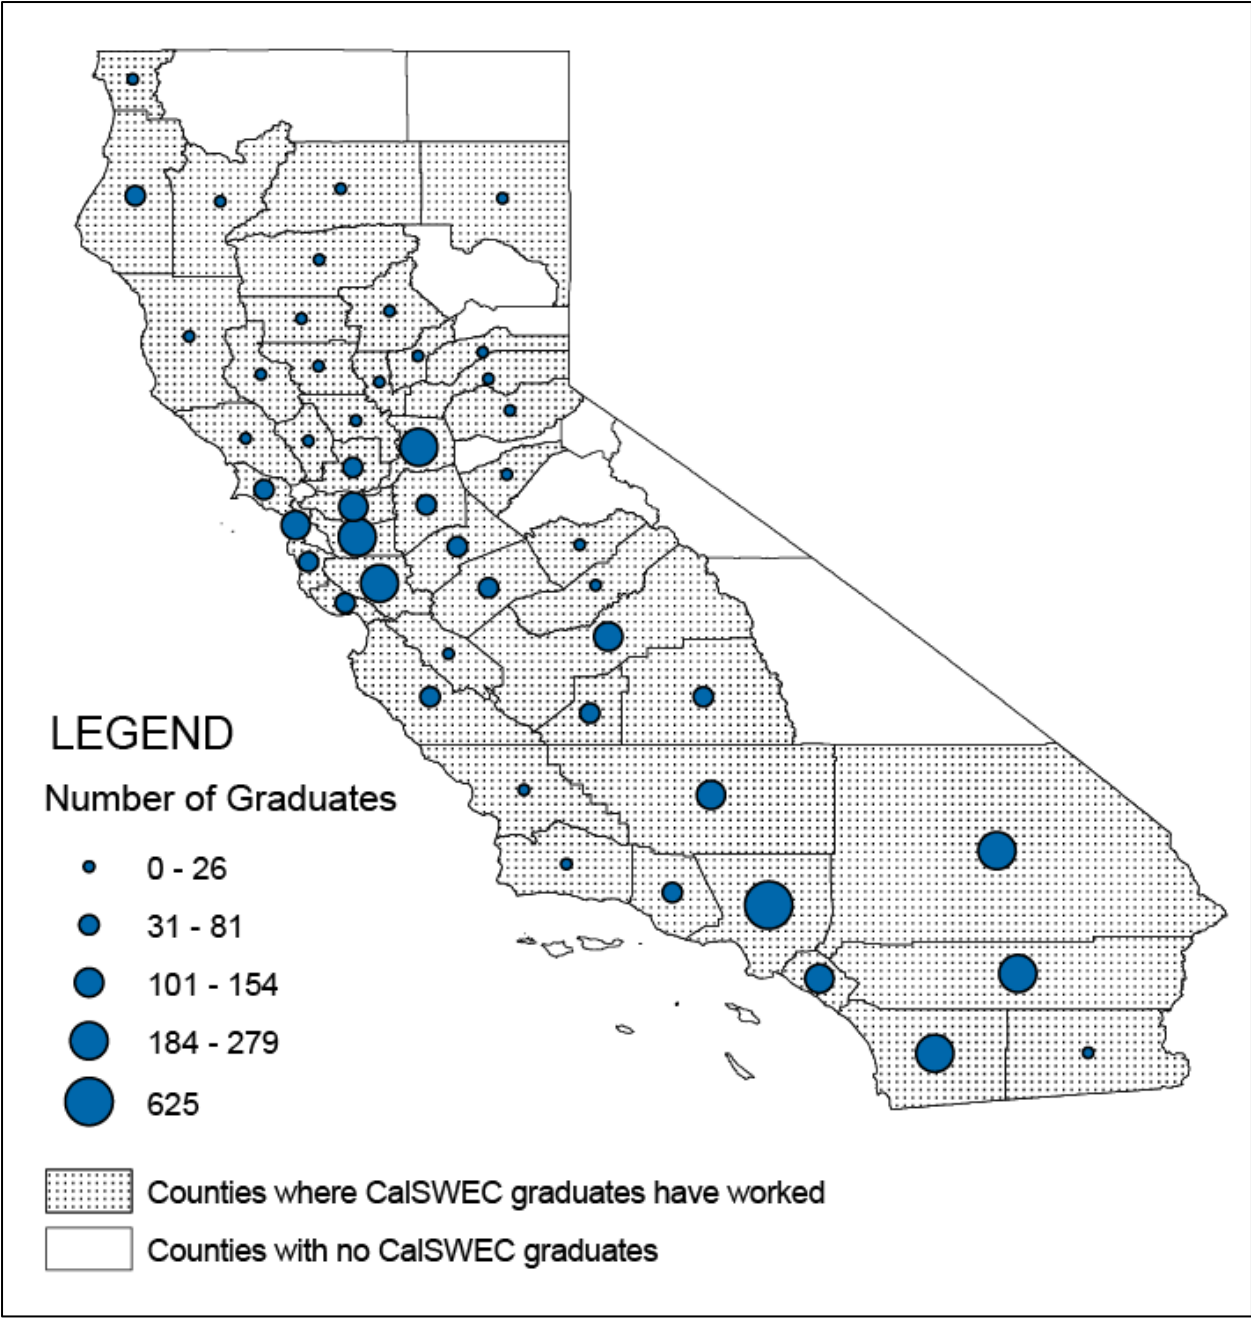 LEGEND
Number of Graduates
0 - 26
31 - 81
101 - 154
184 - 279
625
Counties where CalSWEC graduates have worked
Counties with no CalSWEC graduates